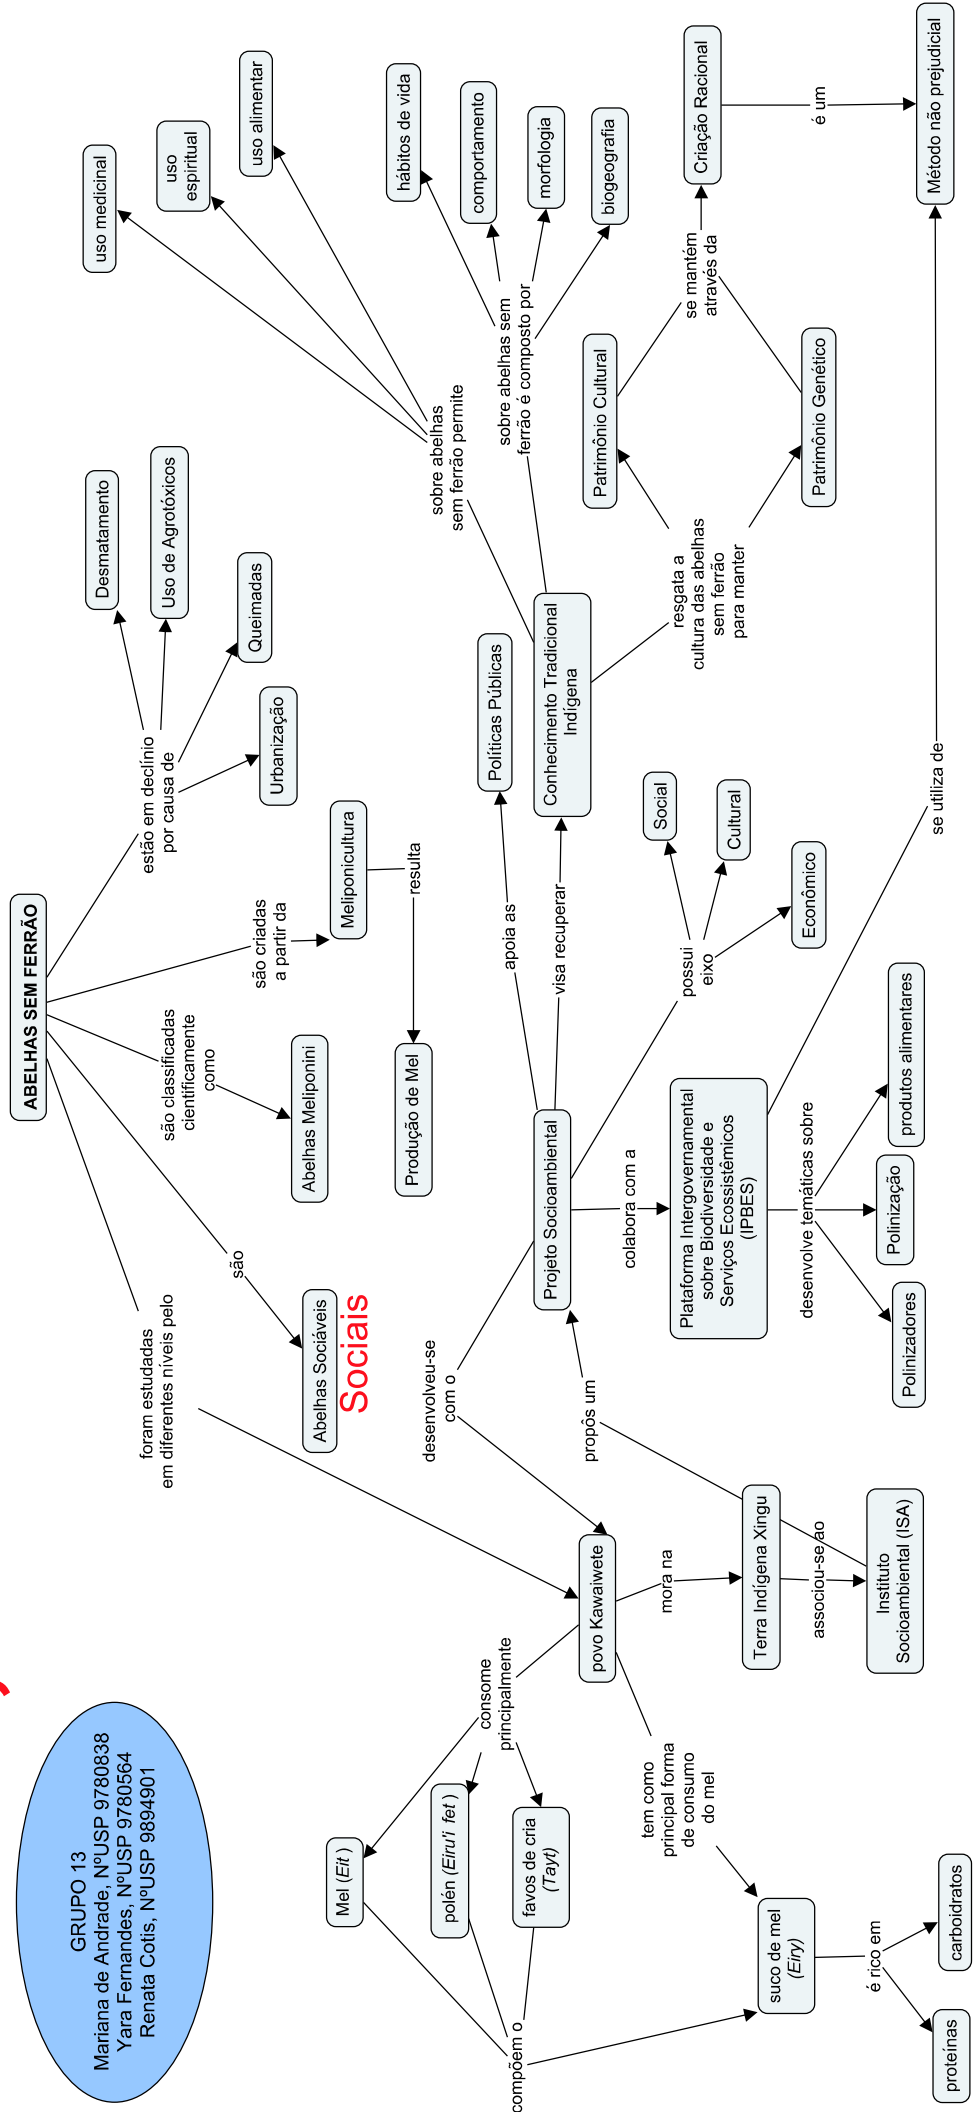 GRUPO 13
Mariana de Andrade, NºUSP 9780838
Yara Fernandes, NºUSP 9780564
Renata Cotis, NºUSP 9894901
ABELHAS SEM FERRÃO
foram estudadas
em diferentes níveis pelo
são
Abelhas Sociáveis
Sociais
são classificadas
cientificamente
como
Abelhas Meliponini
são criadas
a partir da
Meliponicultura
resulta
Produção de Mel
estão em declínio
por causa de
Desmatamento
Uso de Agrotóxicos
Queimadas
Urbanização
povo Kawaiwete
consome
principalmente
Mel (Eit )
polén (Eiru'i fet )
favos de cria
(Tayt)
compõem o
tem como
principal forma
de consumo
do mel
suco de mel
(Eiry)
é rico em
proteínas
carboidratos
mora na
Terra Indígena Xingu
associou-se ao
Instituto
Socioambiental (ISA)
propôs um
Projeto Socioambiental
desenvolveu-se
com o
apoia as
Políticas Públicas
visa recuperar
Conhecimento Tradicional
Indígena
possui
eixo
Social
Cultural
Econômico
colabora com a
Plataforma Intergovernamental
sobre Biodiversidade e
Serviços Ecossistêmicos
(IPBES)
desenvolve temáticas sobre
Polinizadores
Polinização
produtos alimentares
se utiliza de
sobre abelhas
sem ferrão permite
uso medicinal
uso
espiritual
uso alimentar
sobre abelhas sem
ferrão é composto por
hábitos de vida
comportamento
morfologia
biogeografia
resgata a
cultura das abelhas
sem ferrão
para manter
Patrimônio Cultural
Patrimônio Genético
se mantém
através da
Criação Racional
é um
Método não prejudicial